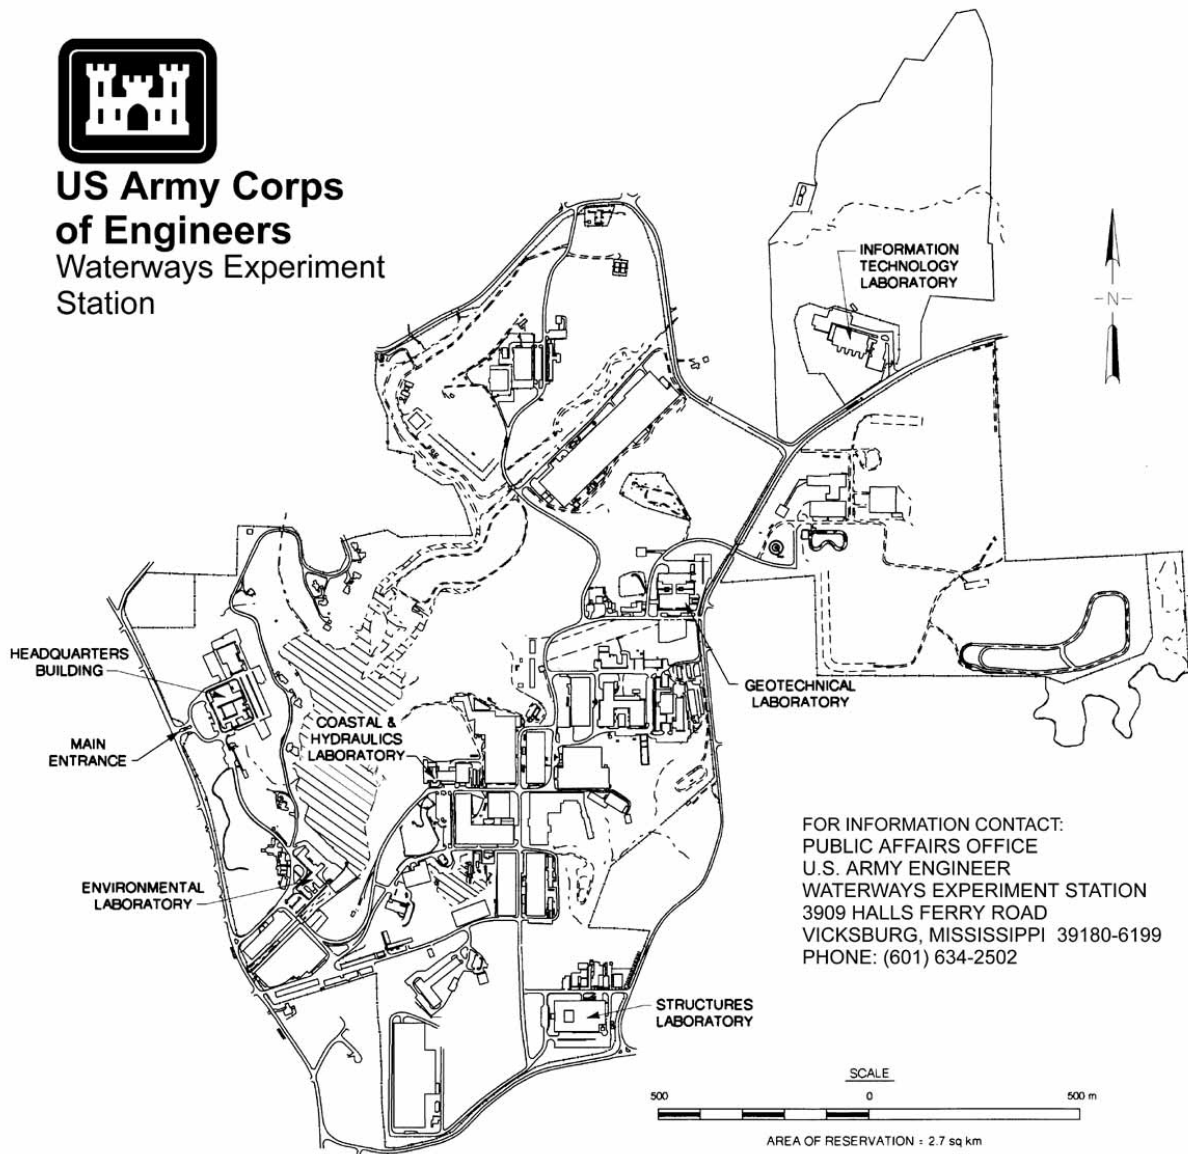 US Army Corps
of Engineers
Waterways Experiment
Station
INFORMATION
TECHNOLOGY
LABORATORY
-N-
HEADQUARTERS
BUILDING
MAIN
ENTRANCE
COASTAL &
HYDRAULICS
LABORATORY
GEOTECHNICAL
LABORATORY
ENVIRONMENTAL
LABORATORY
STRUCTURES
LABORATORY
FOR INFORMATION CONTACT:
PUBLIC AFFAIRS OFFICE
U.S. ARMY ENGINEER
WATERWAYS EXPERIMENT STATION
3909 HALLS FERRY ROAD
VICKSBURG, MISSISSIPPI 39180-6199
PHONE: (601) 634-2502
SCALE
500 0 500 m
AREA OF RESERVATION = 2.7 sq km